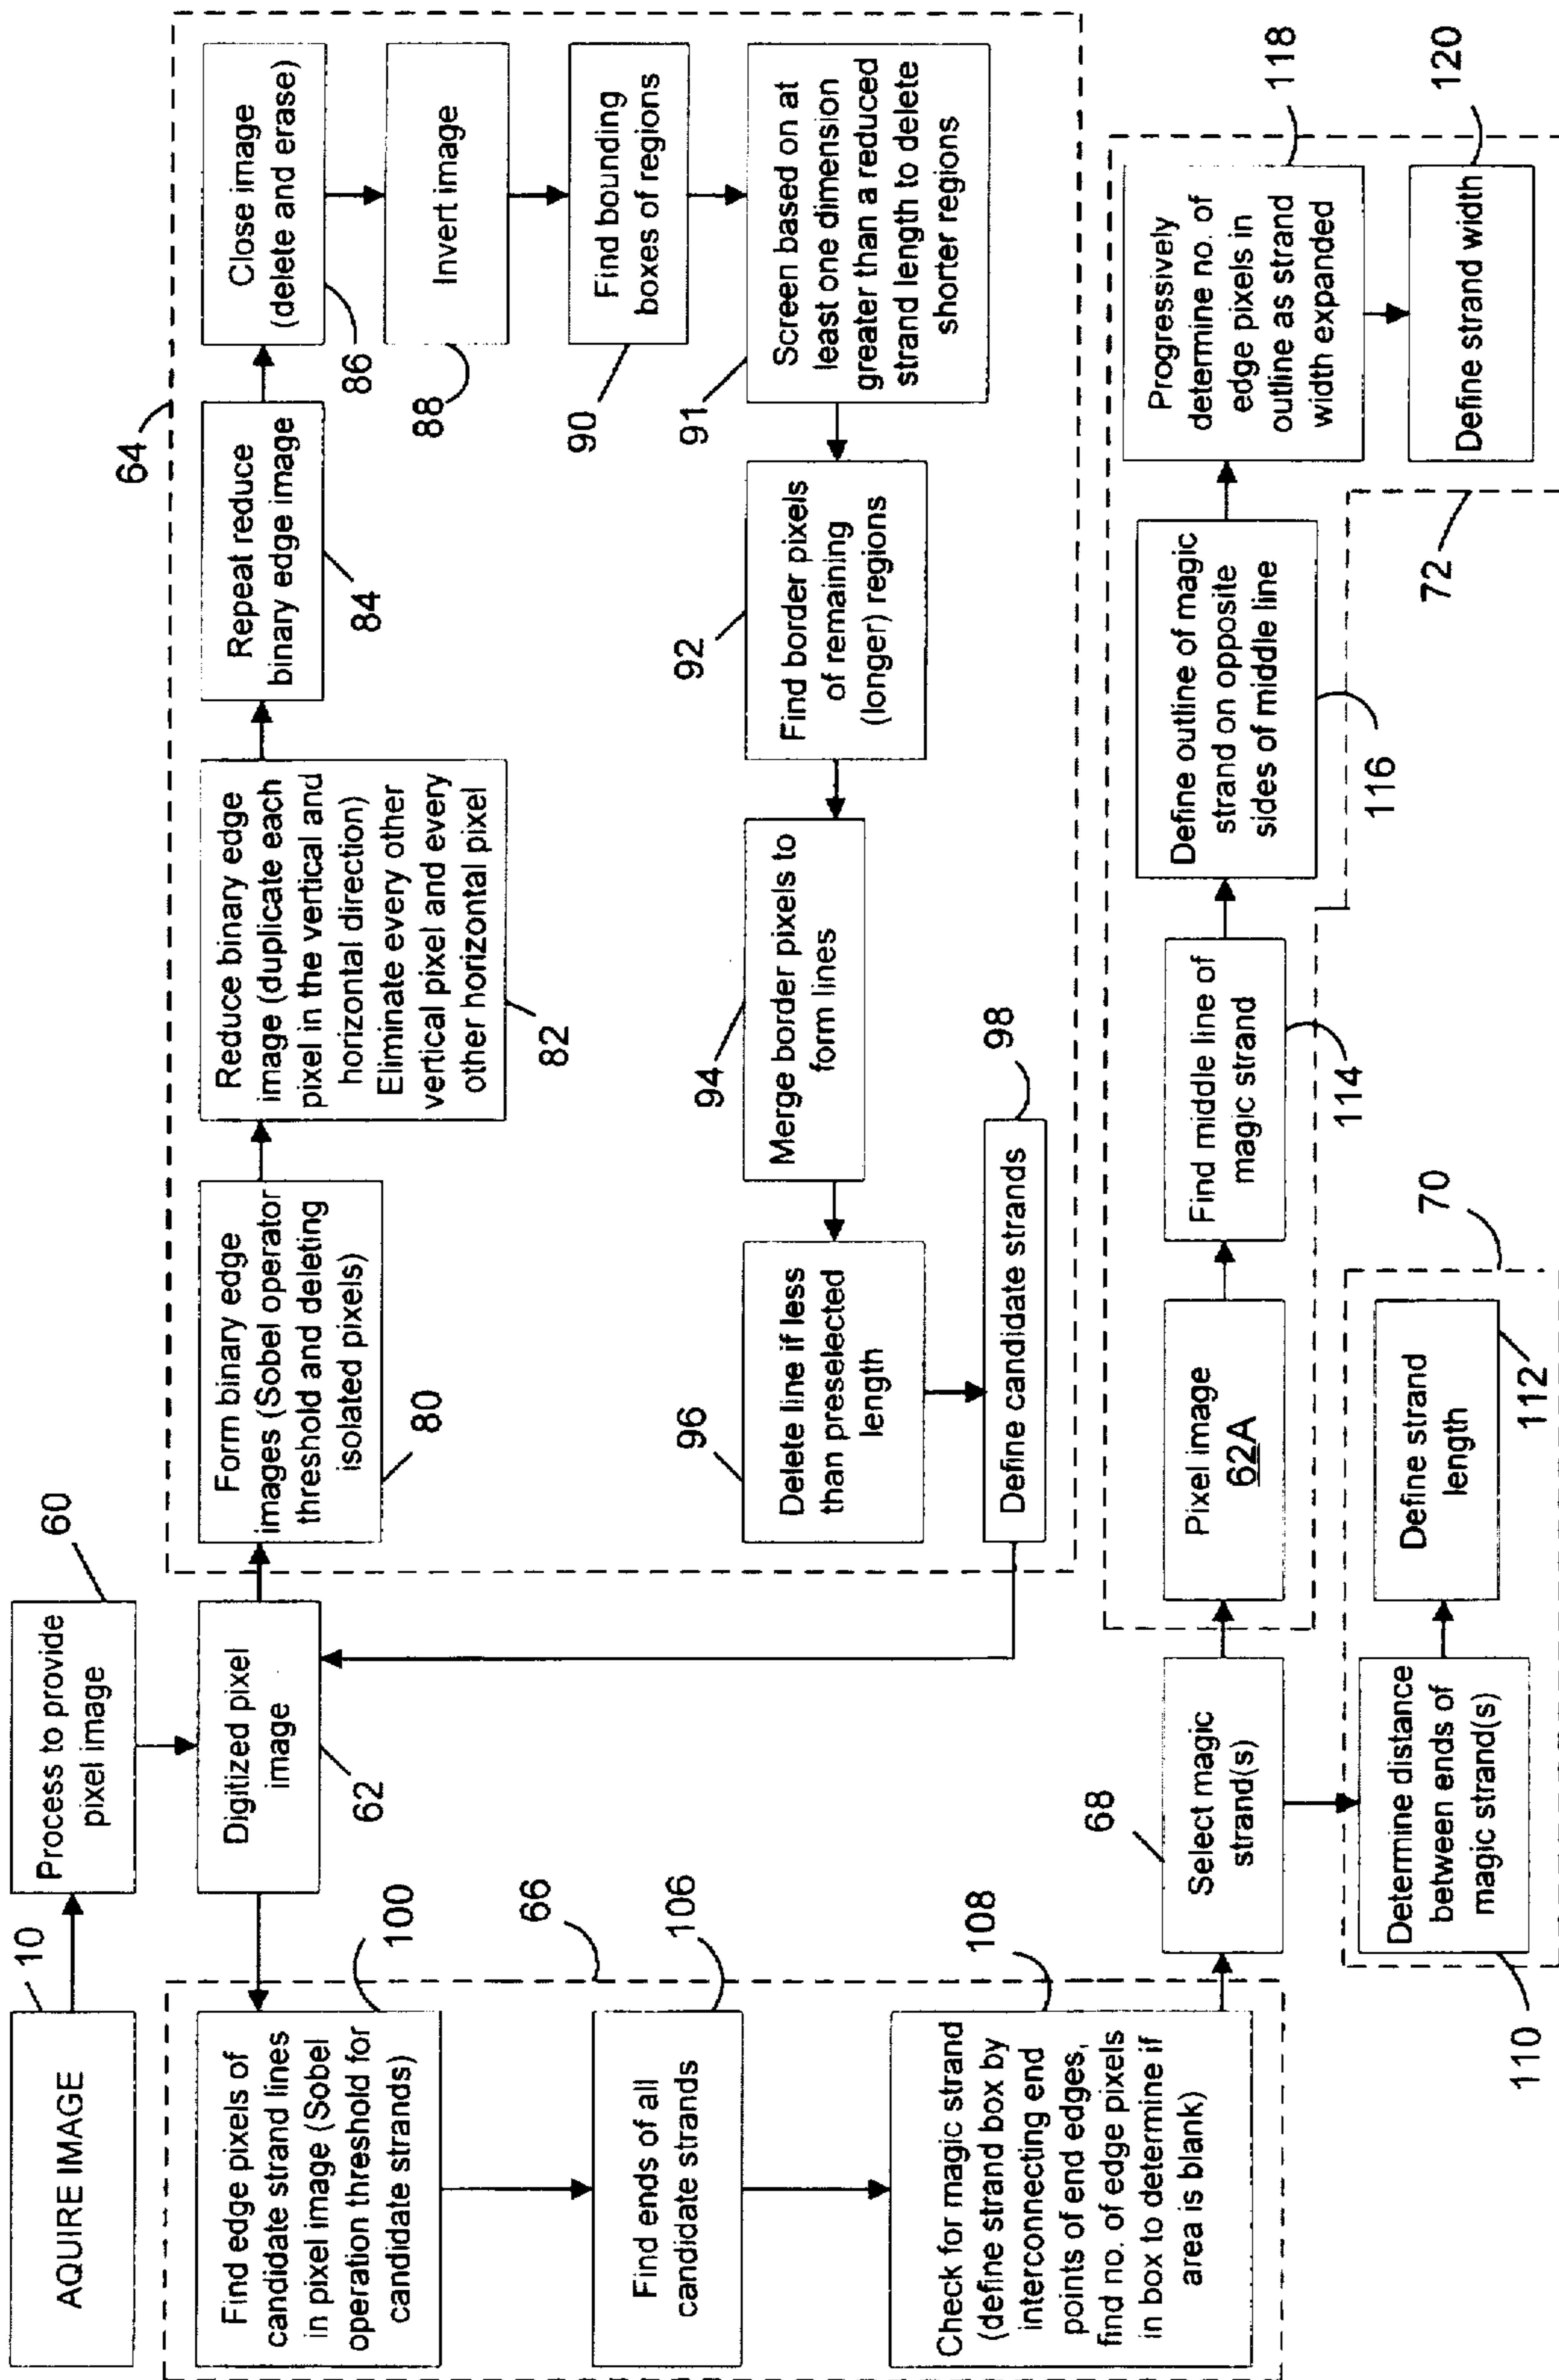 AQUIRE IMAGE
10
Process to provide
pixel image
60
Digitized pixel
image
62
64
Form binary edge
images (Sobel operator
threshold and deleting
isolated pixels)
80
Reduce binary edge
image (duplicate each
pixel in the vertical and
horizontal direction)
Eliminate every other
vertical pixel and every
other horizontal pixel
82
Repeat reduce
binary edge image
84
Close image
(delete and erase)
86
Invert image
88
Find bounding
boxes of regions
90
Screen based on at
least one dimension
greater than a reduced
strand length to delete
shorter regions
91
Find border pixels
of remaining
(longer) regions
92
Merge border pixels to
form lines
94
Delete line if less
than preselected
length
96
Define candidate strands
98
Find edge pixels of
candidate strand lines
in pixel image (Sobel
operation threshold for
candidate strands)
100
66
Find ends of all
candidate strands
106
Check for magic strand
(define strand box by
interconnecting end
points of end edges,
find no. of edge pixels
in box to determine if
area is blank)
108
Select magic
strand(s)
68
Determine distance
between ends of
magic strand(s)
110
Define strand
length
112
70
Pixel image
62A
Find middle line of
magic strand
114
Define outline of magic
strand on opposite
sides of middle line
116
Progressively
determine no. of
edge pixels in
outline as strand
width expanded
118
Define strand width
120
72